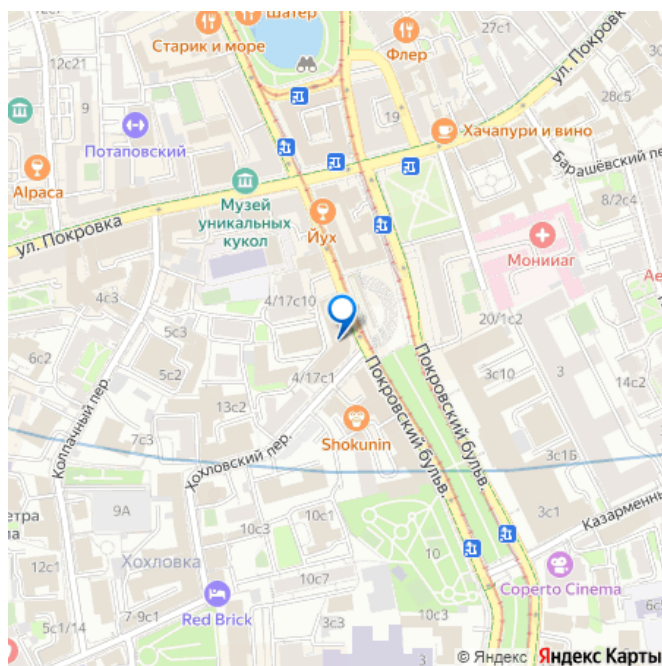 Шатер
Старик и море
27с1
Флер
ул. Покровка
12с21
9
19
28с5
Потаповский
Хачапури и вино
Барашёвский пер
8/2с4
Alpaca
Музей
уникальных
кукол
Йух
Мониаг
ул. Покровка
4с3
4/17с10
20/1с2
5с3
6с2
5с2
4/17с1
3с10
3
14с2
13с2
Колпачный пер.
7с3
Shokunin
Покровский бульв.
Покровский бульв.
Хохловский пер.
3с16
9А
10с3
10с1
3с1
Казарменны
Хохловка
10
12с1
10с7
Coperto Cinema
7-9с1
Red Brick
5с1/14
10с3
3с5
© Яндекс Яндекс Карты